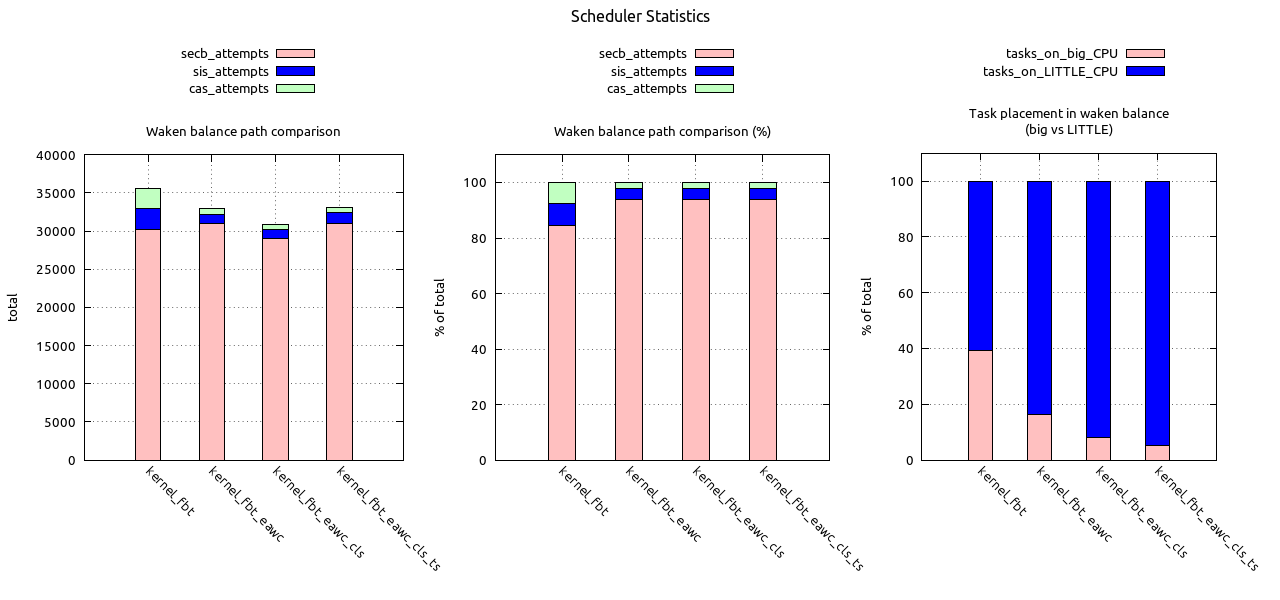 Scheduler Statistics
secb_attempts
sis_attempts
cas_attempts
Waken balance path comparison
total
40000
35000
30000
25000
20000
15000
10000
5000
0
kernel_fbt
kernel_fbt_eawc
kernel_fbt_eawc_cls
kernel_fbt_eawc_cls_ts
secb_attempts
sis_attempts
cas_attempts
Waken balance path comparison (%)
% of total
100
80
60
40
20
0
kernel_fbt
kernel_fbt_eawc
kernel_fbt_eawc_cls
kernel_fbt_eawc_cls_ts
tasks_on_big_CPU
tasks_on_LITTLE_CPU
Task placement in waken balance
(big vs LITTLE)
% of total
100
80
60
40
20
0
kernel_fbt
kernel_fbt_eawc
kernel_fbt_eawc_cls
kernel_fbt_eawc_cls_ts